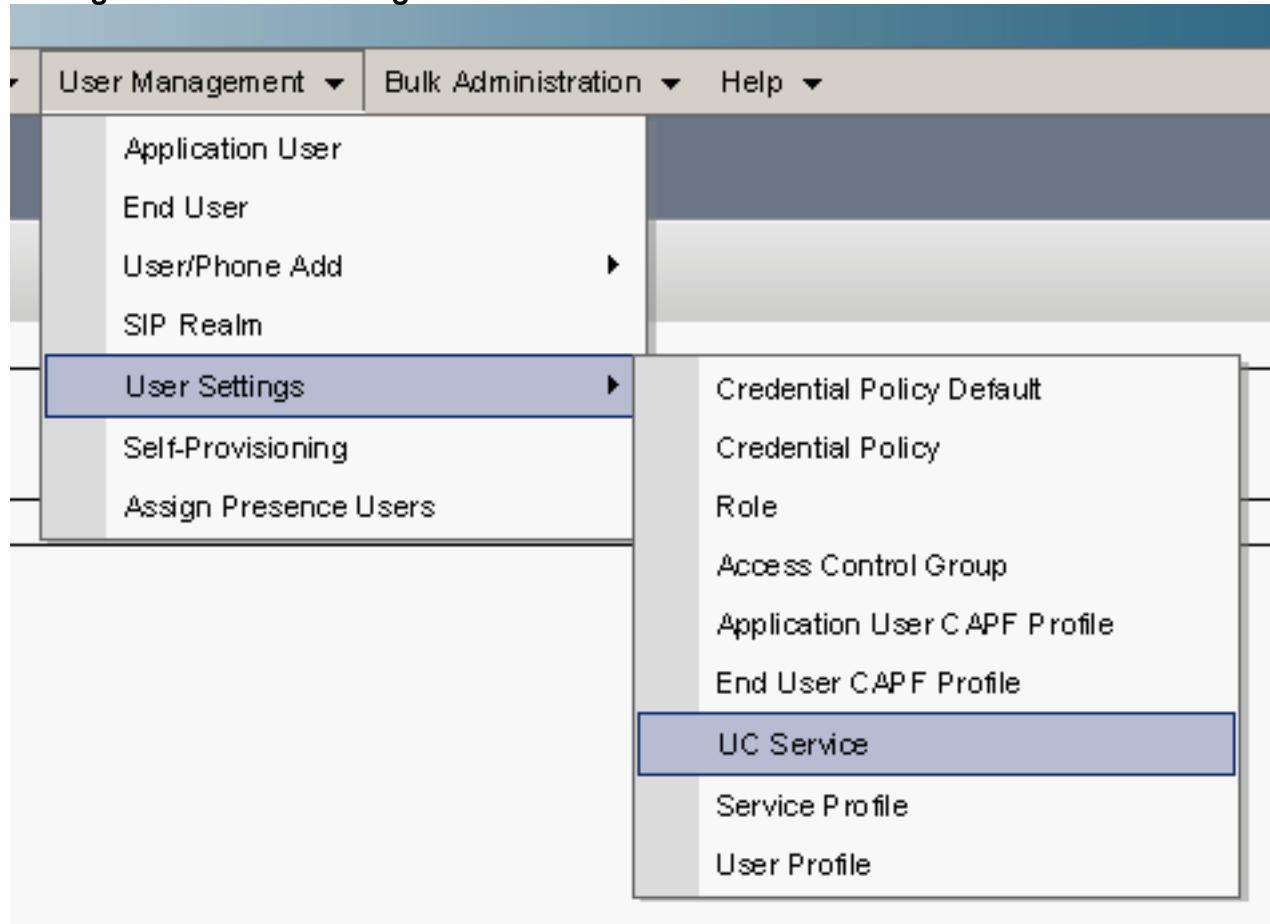 User Management Bulk Administration Help
Application User
End User
User/Phone Add
SIP Realm
User Settings
Self-Provisioning
Assign Presence Users
Credential Policy Default
Credential Policy
Role
Access Control Group
Application User CAPF Profile
End User CAPF Profile
UC Service
Service Profile
User Profile